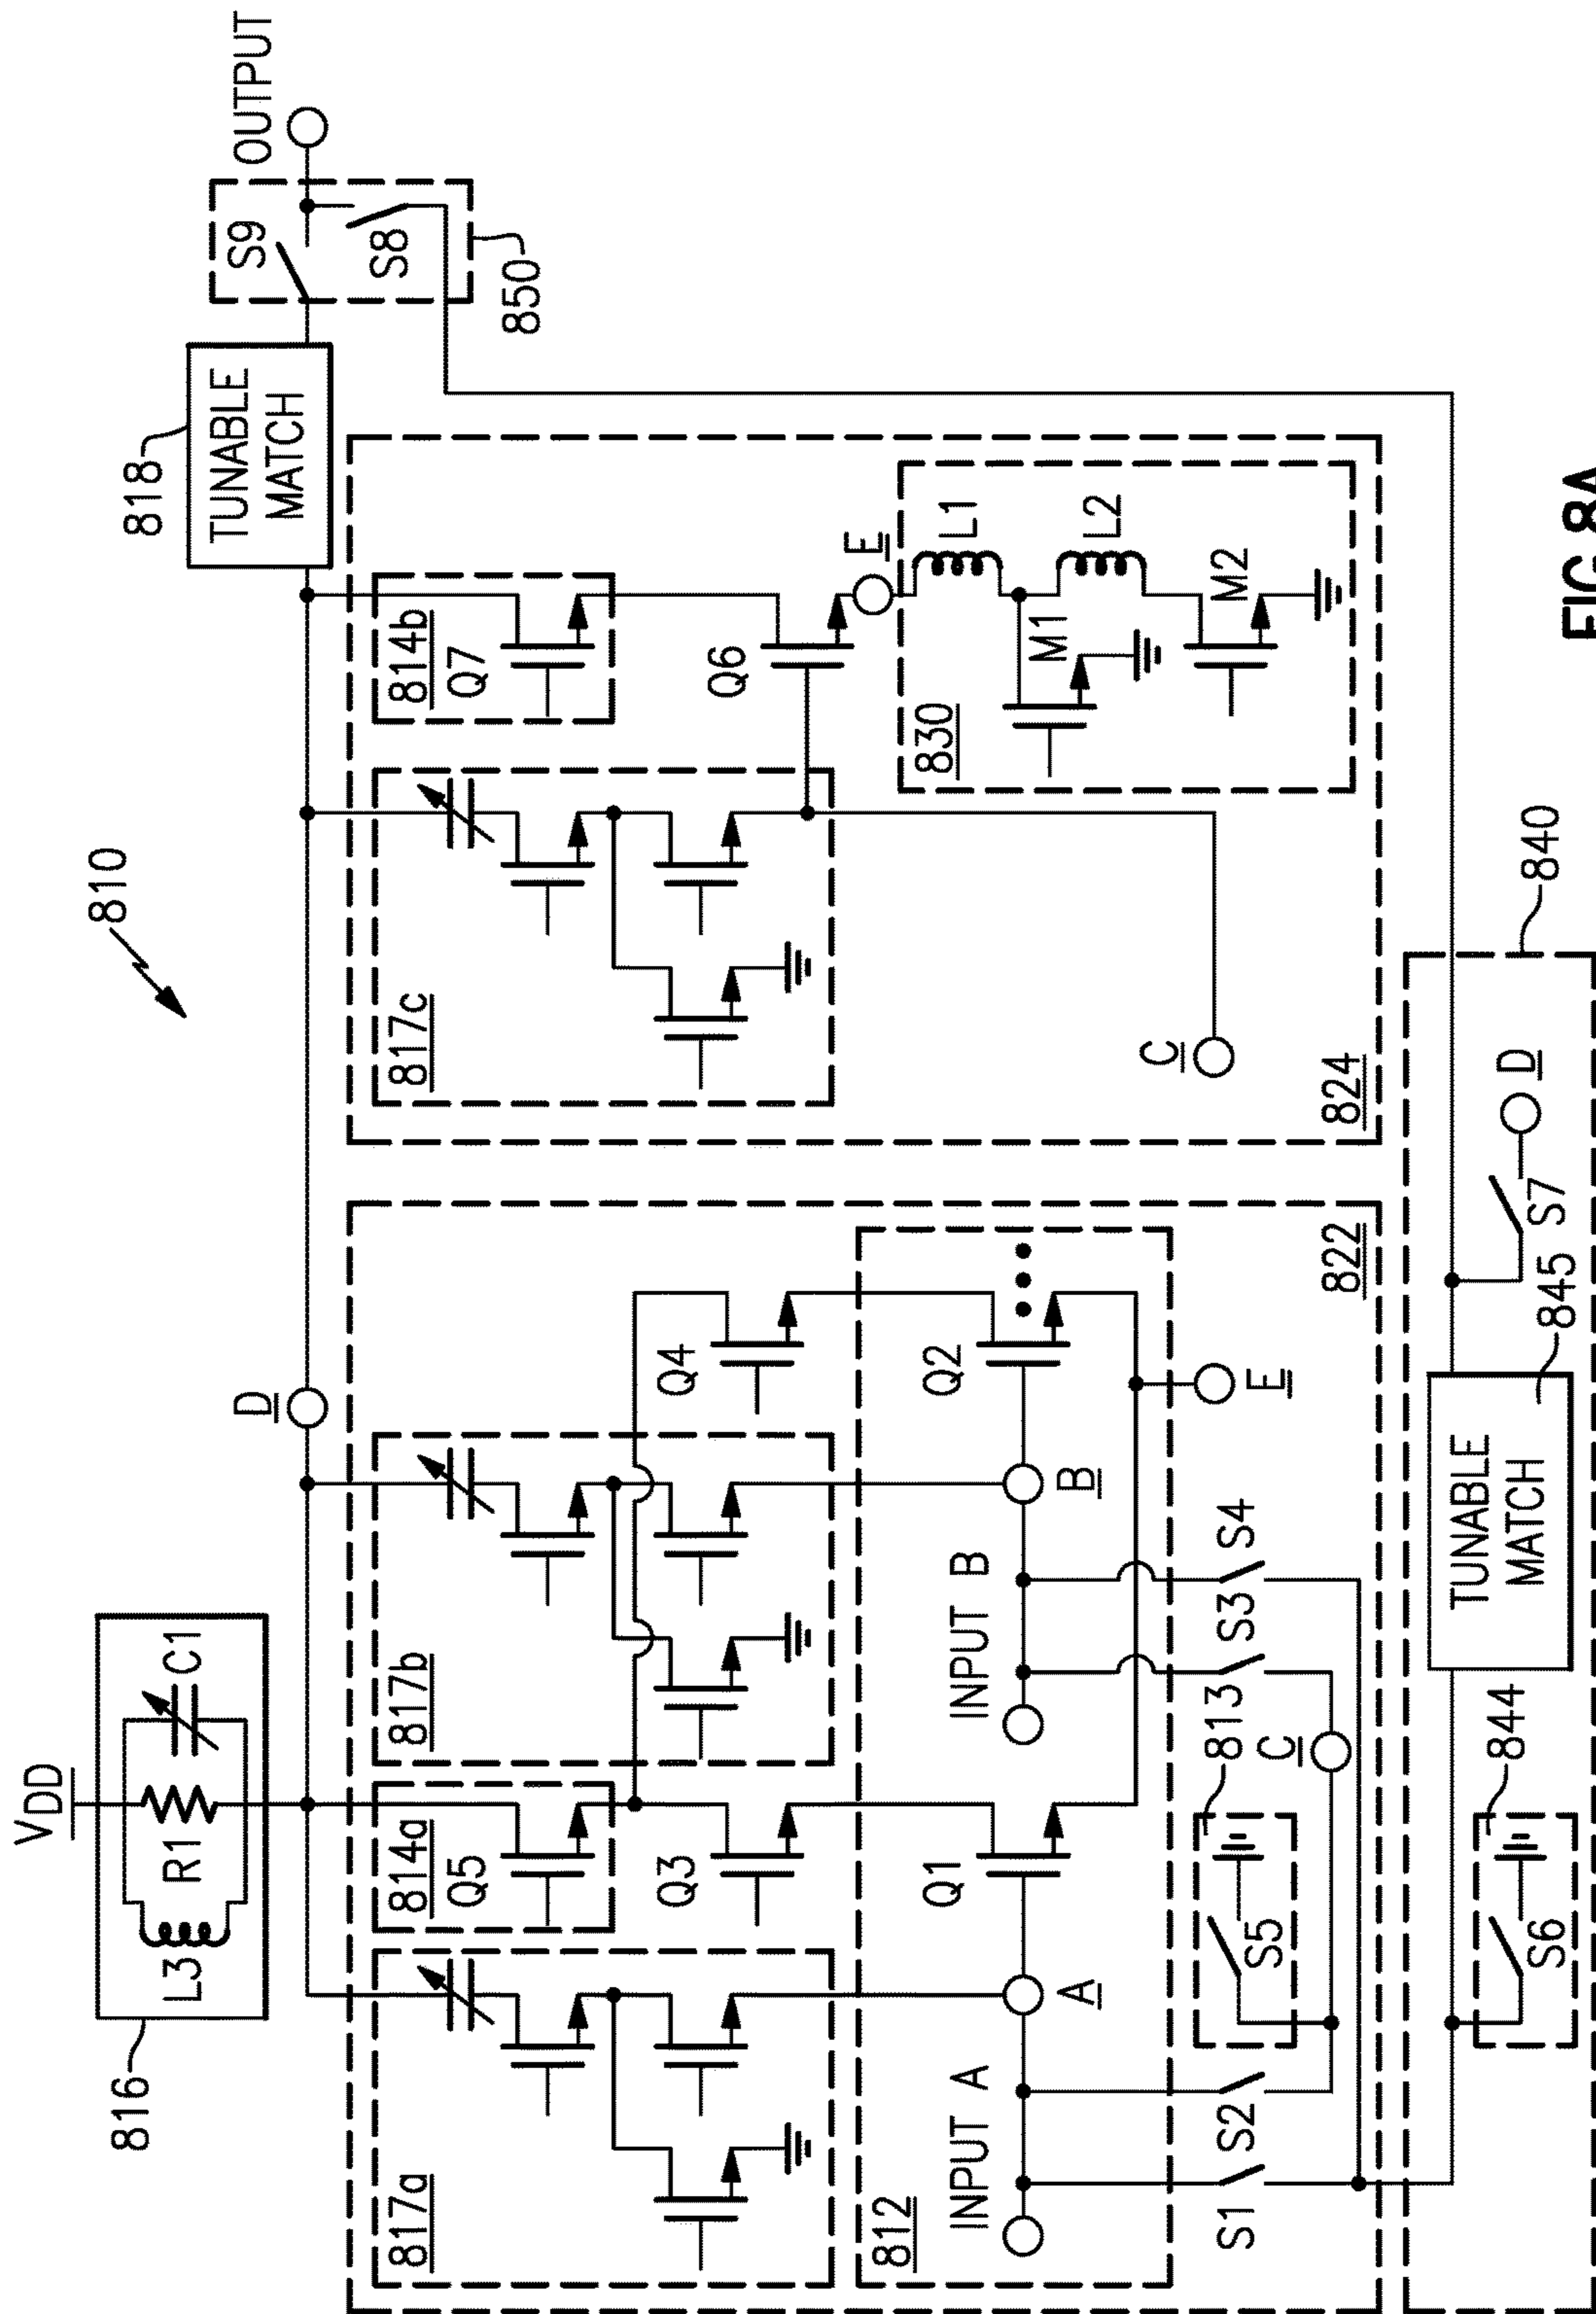 810
V_DD
816
L3
R1
C1
D
818
TUNABLE
MATCH
S9
S8
OUTPUT
850
817a
814a
Q5
817b
817c
814b
Q7
Q3
Q4
Q6
E
812
INPUT A
A
Q1
INPUT B
B
Q2
830
M1
L1
L2
M2
S1
S2
S5
813
C
S3
S4
E
822
C
824
S6
844
TUNABLE
MATCH
845
S7
D
840
FIG.8A